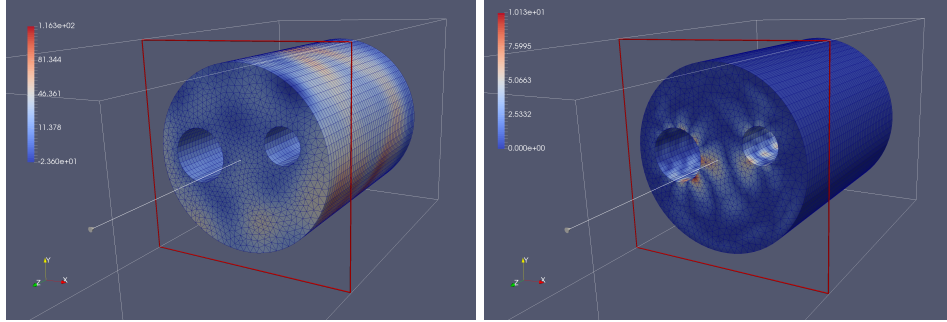 1.163e+02
81.344
46.361
11.378
-2.360e+01
Y
Z X
1.013e+01
7.5995
5.0663
2.5332
0.000e+00
Y
Z X